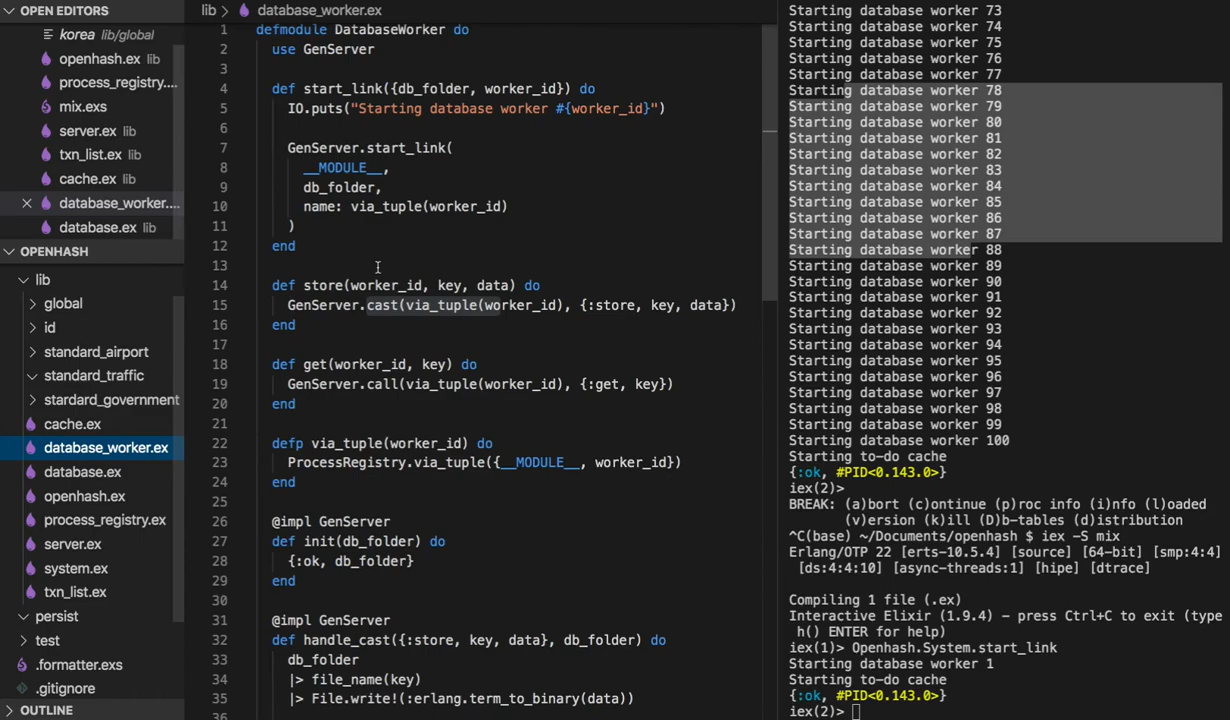 OPEN EDITORS
korea lib/global
openhash.ex lib
process_registry....
mix.exs
server.ex lib
txn_list.ex lib
cache.ex lib
database_worker....
database.ex lib
OPENHASH
lib
global
id
standard_airport
standard_traffic
stardard_government
cache.ex
database_worker.ex
database.ex
openhash.ex
process_registry.ex
server.ex
system.ex
txn_list.ex
persist
test
.formatter.exs
.gitignore
OUTLINE
lib > database_worker.ex
1 defmodule DatabaseWorker do
2 use GenServer
3
4 def start_link({db_folder, worker_id}) do
5 IO.puts("Starting database worker #{worker_id}")
6
7 GenServer.start_link(
8 __MODULE__,
9 db_folder,
10 name: via_tuple(worker_id)
11 )
12 end
13
14 def store(worker_id, key, data) do
15 GenServer.cast(via_tuple(worker_id), {:store, key, data})
16 end
17
18 def get(worker_id, key) do
19 GenServer.call(via_tuple(worker_id), {:get, key})
20 end
21
22 defp via_tuple(worker_id) do
23 ProcessRegistry.via_tuple({__MODULE__, worker_id})
24 end
25
26 @impl GenServer
27 def init(db_folder) do
28 {:ok, db_folder}
29 end
30
31 @impl GenServer
32 def handle_cast({:store, key, data}, db_folder) do
33 db_folder
34 |> file_name(key)
35 |> File.write!(:erlang.term_to_binary(data))
36
Starting database worker 73
Starting database worker 74
Starting database worker 75
Starting database worker 76
Starting database worker 77
Starting database worker 78
Starting database worker 79
Starting database worker 80
Starting database worker 81
Starting database worker 82
Starting database worker 83
Starting database worker 84
Starting database worker 85
Starting database worker 86
Starting database worker 87
Starting database worker 88
Starting database worker 89
Starting database worker 90
Starting database worker 91
Starting database worker 92
Starting database worker 93
Starting database worker 94
Starting database worker 95
Starting database worker 96
Starting database worker 97
Starting database worker 98
Starting database worker 99
Starting database worker 100
Starting to-do cache
{:ok, #PID<0.143.0>}
iex(2)>
BREAK: (a)bort (c)ontinue (p)roc info (i)nfo (l)oaded
(v)ersion (k)ill (D)b-tables (d)istribution
^C(base) ~/Documents/openhash $ iex -S mix
Erlang/OTP 22 [erts-10.5.4] [source] [64-bit] [smp:4:4]
[ds:4:4:10] [async-threads:1] [hipe] [dtrace]
Compiling 1 file (.ex)
Interactive Elixir (1.9.4) - press Ctrl+C to exit (type
h() ENTER for help)
iex(1)> Openhash.System.start_link
Starting database worker 1
Starting to-do cache
{:ok, #PID<0.143.0>}
iex(2)>